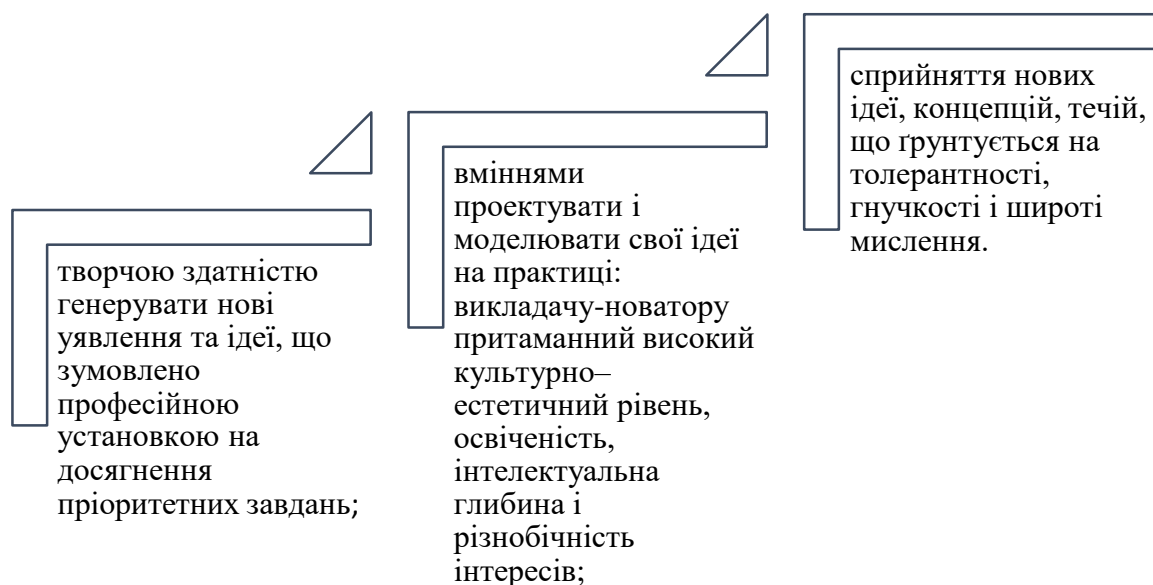 творчою здатністю
генерувати нові
уявлення та ідеї, що
зумовлено
професійною
установкою на
досягнення
пріоритетних завдань;
вміннями
проектувати і
моделювати свої ідеї
на практиці:
викладачу-новатору
притаманний високий
культурно–
естетичний рівень,
освіченість,
інтелектуальна
глибина і
різнобічність
інтересів;
сприйняття нових
ідеї, концепцій, течій,
що ґрунтується на
толерантності,
гнучкості і широті
мислення.